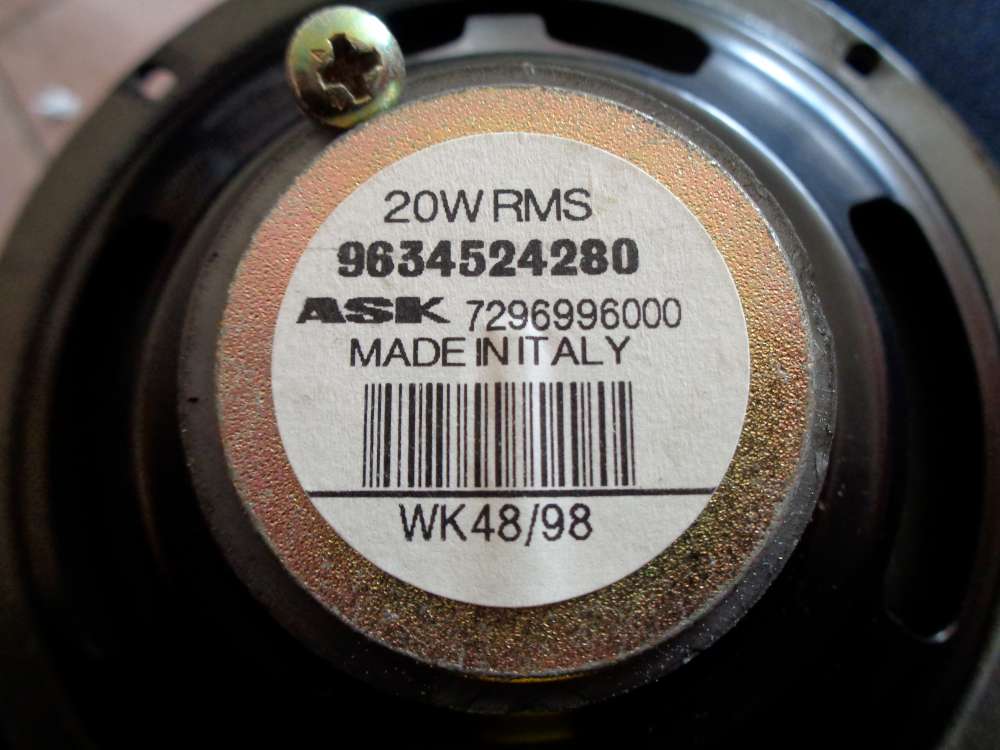 20W RMS
9634524280
ASK 7296996000
MADE IN ITALY
WK48/98